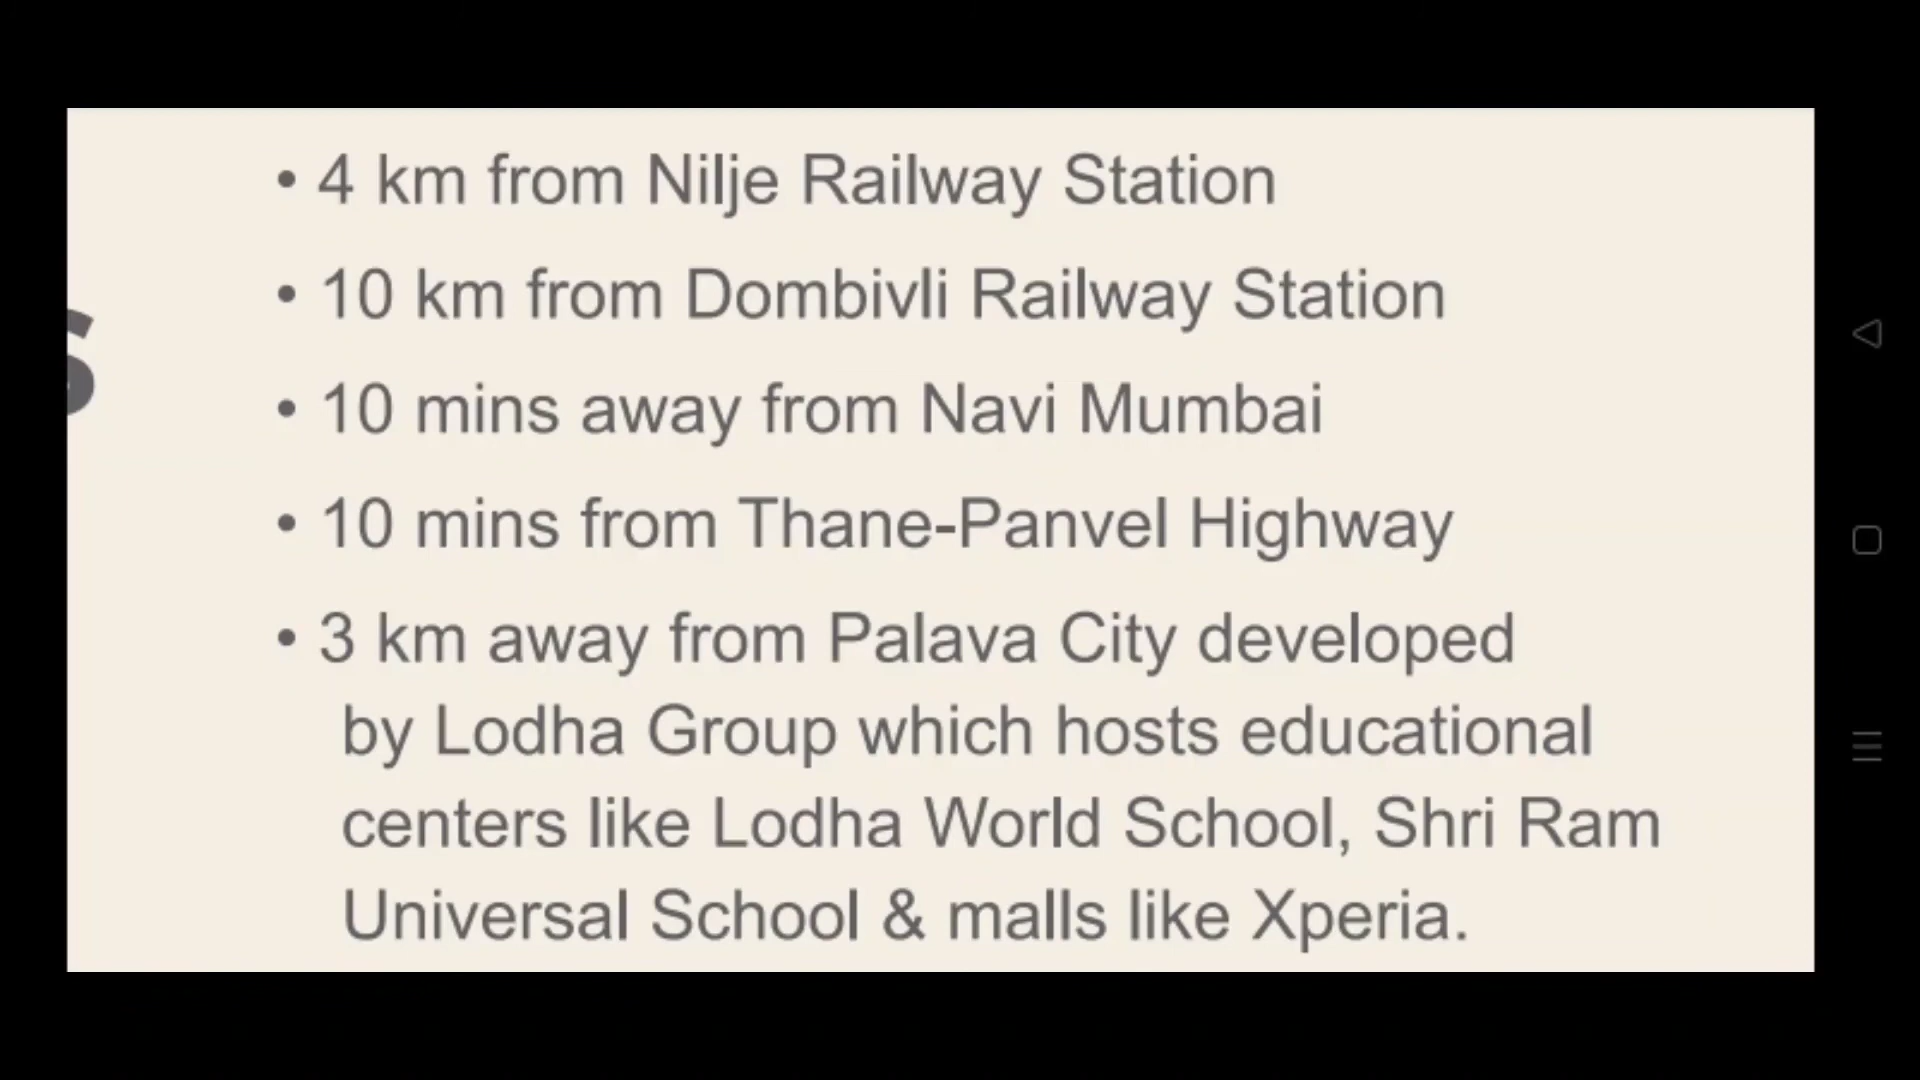 • 4 km from Nilje Railway Station
• 10 km from Dombivli Railway Station
• 10 mins away from Navi Mumbai
• 10 mins from Thane-Panvel Highway
• 3 km away from Palava City developed
by Lodha Group which hosts educational
centers like Lodha World School, Shri Ram
Universal School & malls like Xperia.